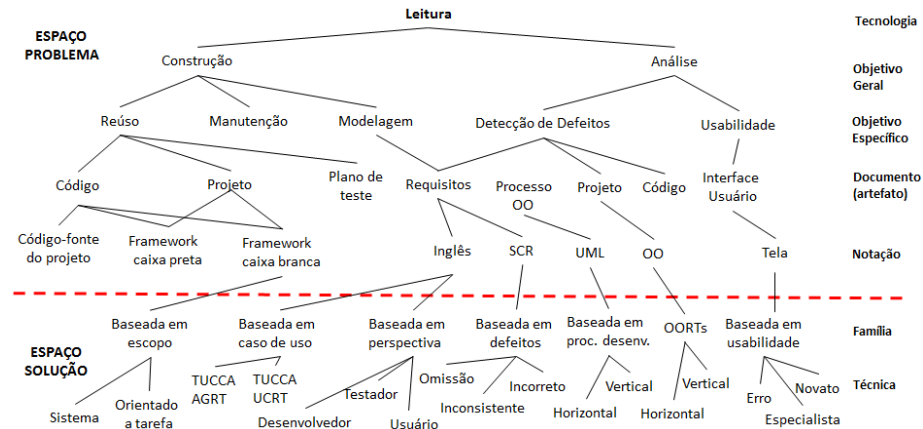 Leitura
Tecnologia
ESPAÇO
PROBLEMA
Construção
Análise
Objetivo
Geral
Reúso
Manutenção
Modelagem
Detecção de Defeitos
Usabilidade
Objetivo
Específico
Código
Projeto
Plano de
teste
Requisitos
Processo
OO
Projeto
Código
Interface
Usuário
Documento
(artefato)
Código-fonte
do projeto
Framework
caixa preta
Framework
caixa branca
Inglês
SCR
UML
OO
Tela
Notação
Baseada em
escopo
Baseada em
caso de uso
Baseada em
perspectiva
Baseada em
defeitos
Baseada em
proc. desenv.
OORTs
Baseada em
usabilidade
Família
ESPAÇO
SOLUÇÃO
Sistema
Orientado
a tarefa
TUCCA
AGRT
TUCCA
UCRT
Desenvolvedor
Testador
Usuário
Omissão
Inconsistente
Incorreto
Horizontal
Vertical
Horizontal
Vertical
Erro
Especialista
Novato
Técnica